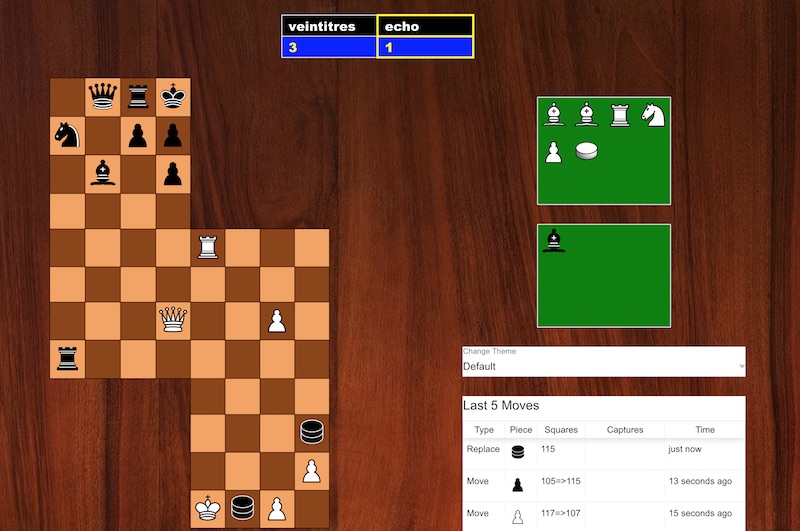 veintitres echo
3 1
Change Theme
Default
Last 5 Moves
Type Piece Squares Captures Time
Replace 115 just now
Move 105=>115 13 seconds ago
Move 117=>107 15 seconds ago